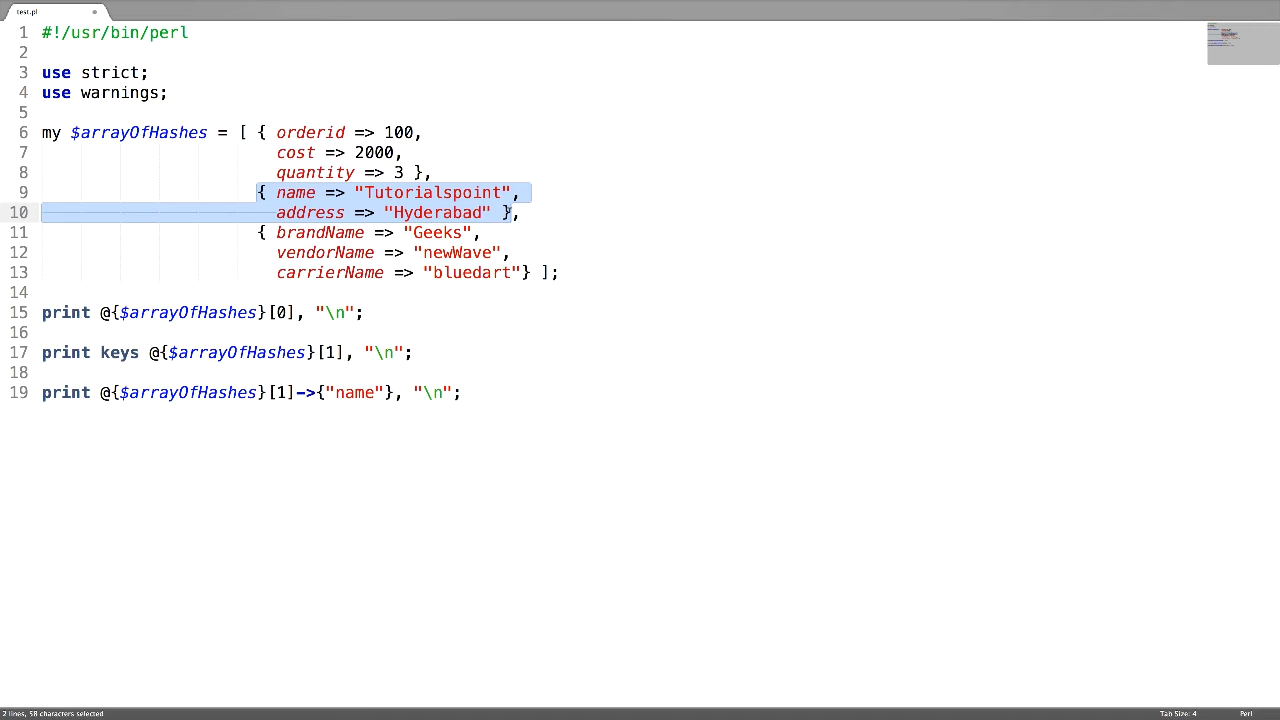 test.pl
1 #!/usr/bin/perl
2
3 use strict;
4 use warnings;
5
6 my $arrayOfHashes = [ { orderid => 100,
7 cost => 2000,
8 quantity => 3 },
9 { name => "Tutorialspoint",
10 address => "Hyderabad" },
11 { brandName => "Geeks",
12 vendorName => "newWave",
13 carrierName => "bluedart"} ];
14
15 print @{$arrayOfHashes}[0], "\n";
16
17 print keys @{$arrayOfHashes}[1], "\n";
18
19 print @{$arrayOfHashes}[1]->{"name"}, "\n";
2 lines, 58 characters selected
Tab Size: 4
Perl